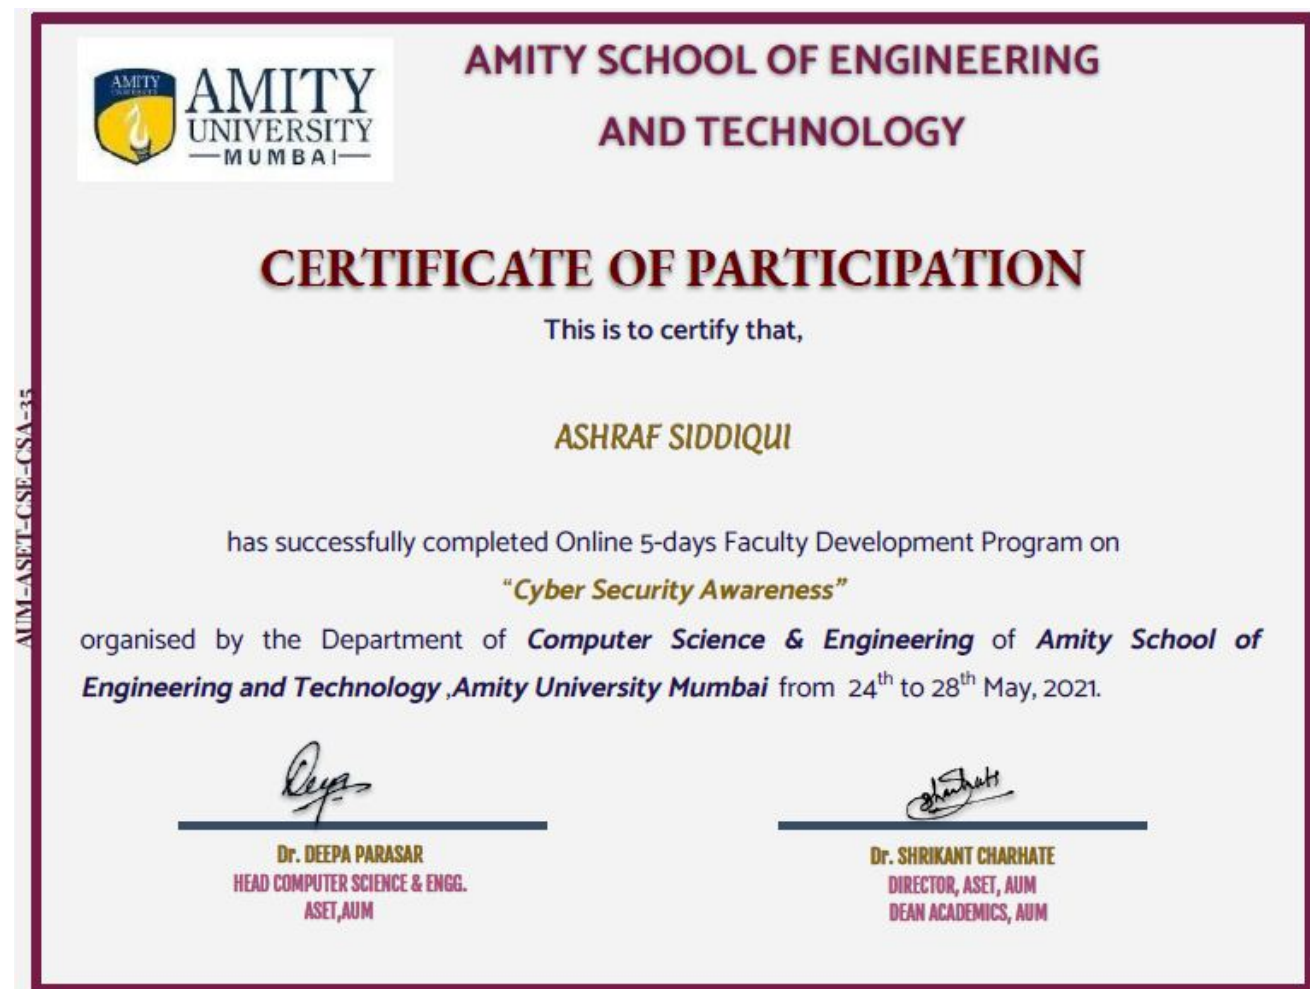 AMITY
AMITY
UNIVERSITY
MUMBAI
AMITY SCHOOL OF ENGINEERING
AND TECHNOLOGY
CERTIFICATE OF PARTICIPATION
This is to certify that,
ASHRAF SIDDIQUI
has successfully completed Online 5-days Faculty Development Program on
“Cyber Security Awareness”
organised by the Department of Computer Science & Engineering of Amity School of
Engineering and Technology ,Amity University Mumbai from 24th to 28th May, 2021.
Dr. DEEPA PARASAR
HEAD COMPUTER SCIENCE & ENGG.
ASET,AUM
Dr. SHRIKANT CHARHATE
DIRECTOR, ASET, AUM
DEAN ACADEMICS, AUM
AUM-ASET-CSE-CSA-35